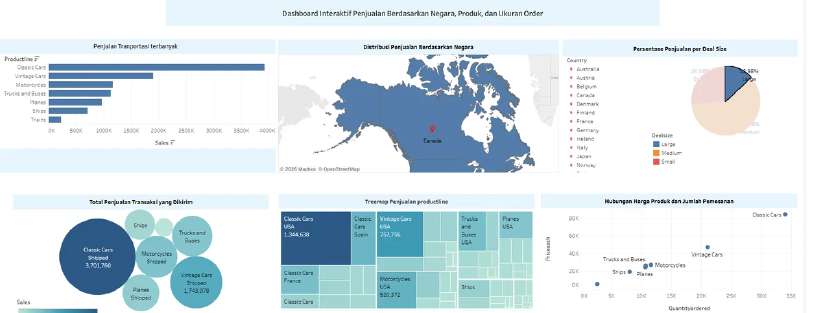 Dashboard Interaktif Penjualan Berdasarkan Negara, Produk, dan Ukuran Order
Penjualan Tranportasi terbanyak
Productline
Classic Cars
Vintage Cars
Motorcycles
Trucks and Buses
Planes
Ships
Trains
0K 500K 1000K 1500K 2000K 2500K 3000K 3500K 4000K
Sales
Distribusi Penjualan Berdasarkan Negara
Canada
© 2025 Mapbox © OpenStreetMap
Persentase Penjualan per Deal Size
Country
Australia
Austria
Belgium
Canada
Denmark
Finland
France
Germany
Ireland
Italy
Japan
Norway
Large
Dealsize
Large
Medium
Small
Total Penjualan Transaksi yang Dikirim
Ships
Trucks and
Buses
Classic Cars
Shipped
3,701,760
Motorcycles
Shipped
Vintage Cars
Shipped
Planes
Shipped
Sales
Treemap Penjualan productline
Classic Cars
USA
1,344,638
Classic
Cars
Spain
Vintage Cars
USA
Trucks
and
Buses
USA
Planes
USA
Classic Cars
France
Motorcycles
USA
Ships
Classic Cars
Hubungan Harga Produk dan Jumlah Pemesanan
Priceeach
80K
60K
40K
20K
0K
Classic Cars
Vintage Cars
Trucks and Buses
Motorcycles
Ships
Planes
0K 5K 10K 15K 20K 25K 30K 35K
Quantityordered